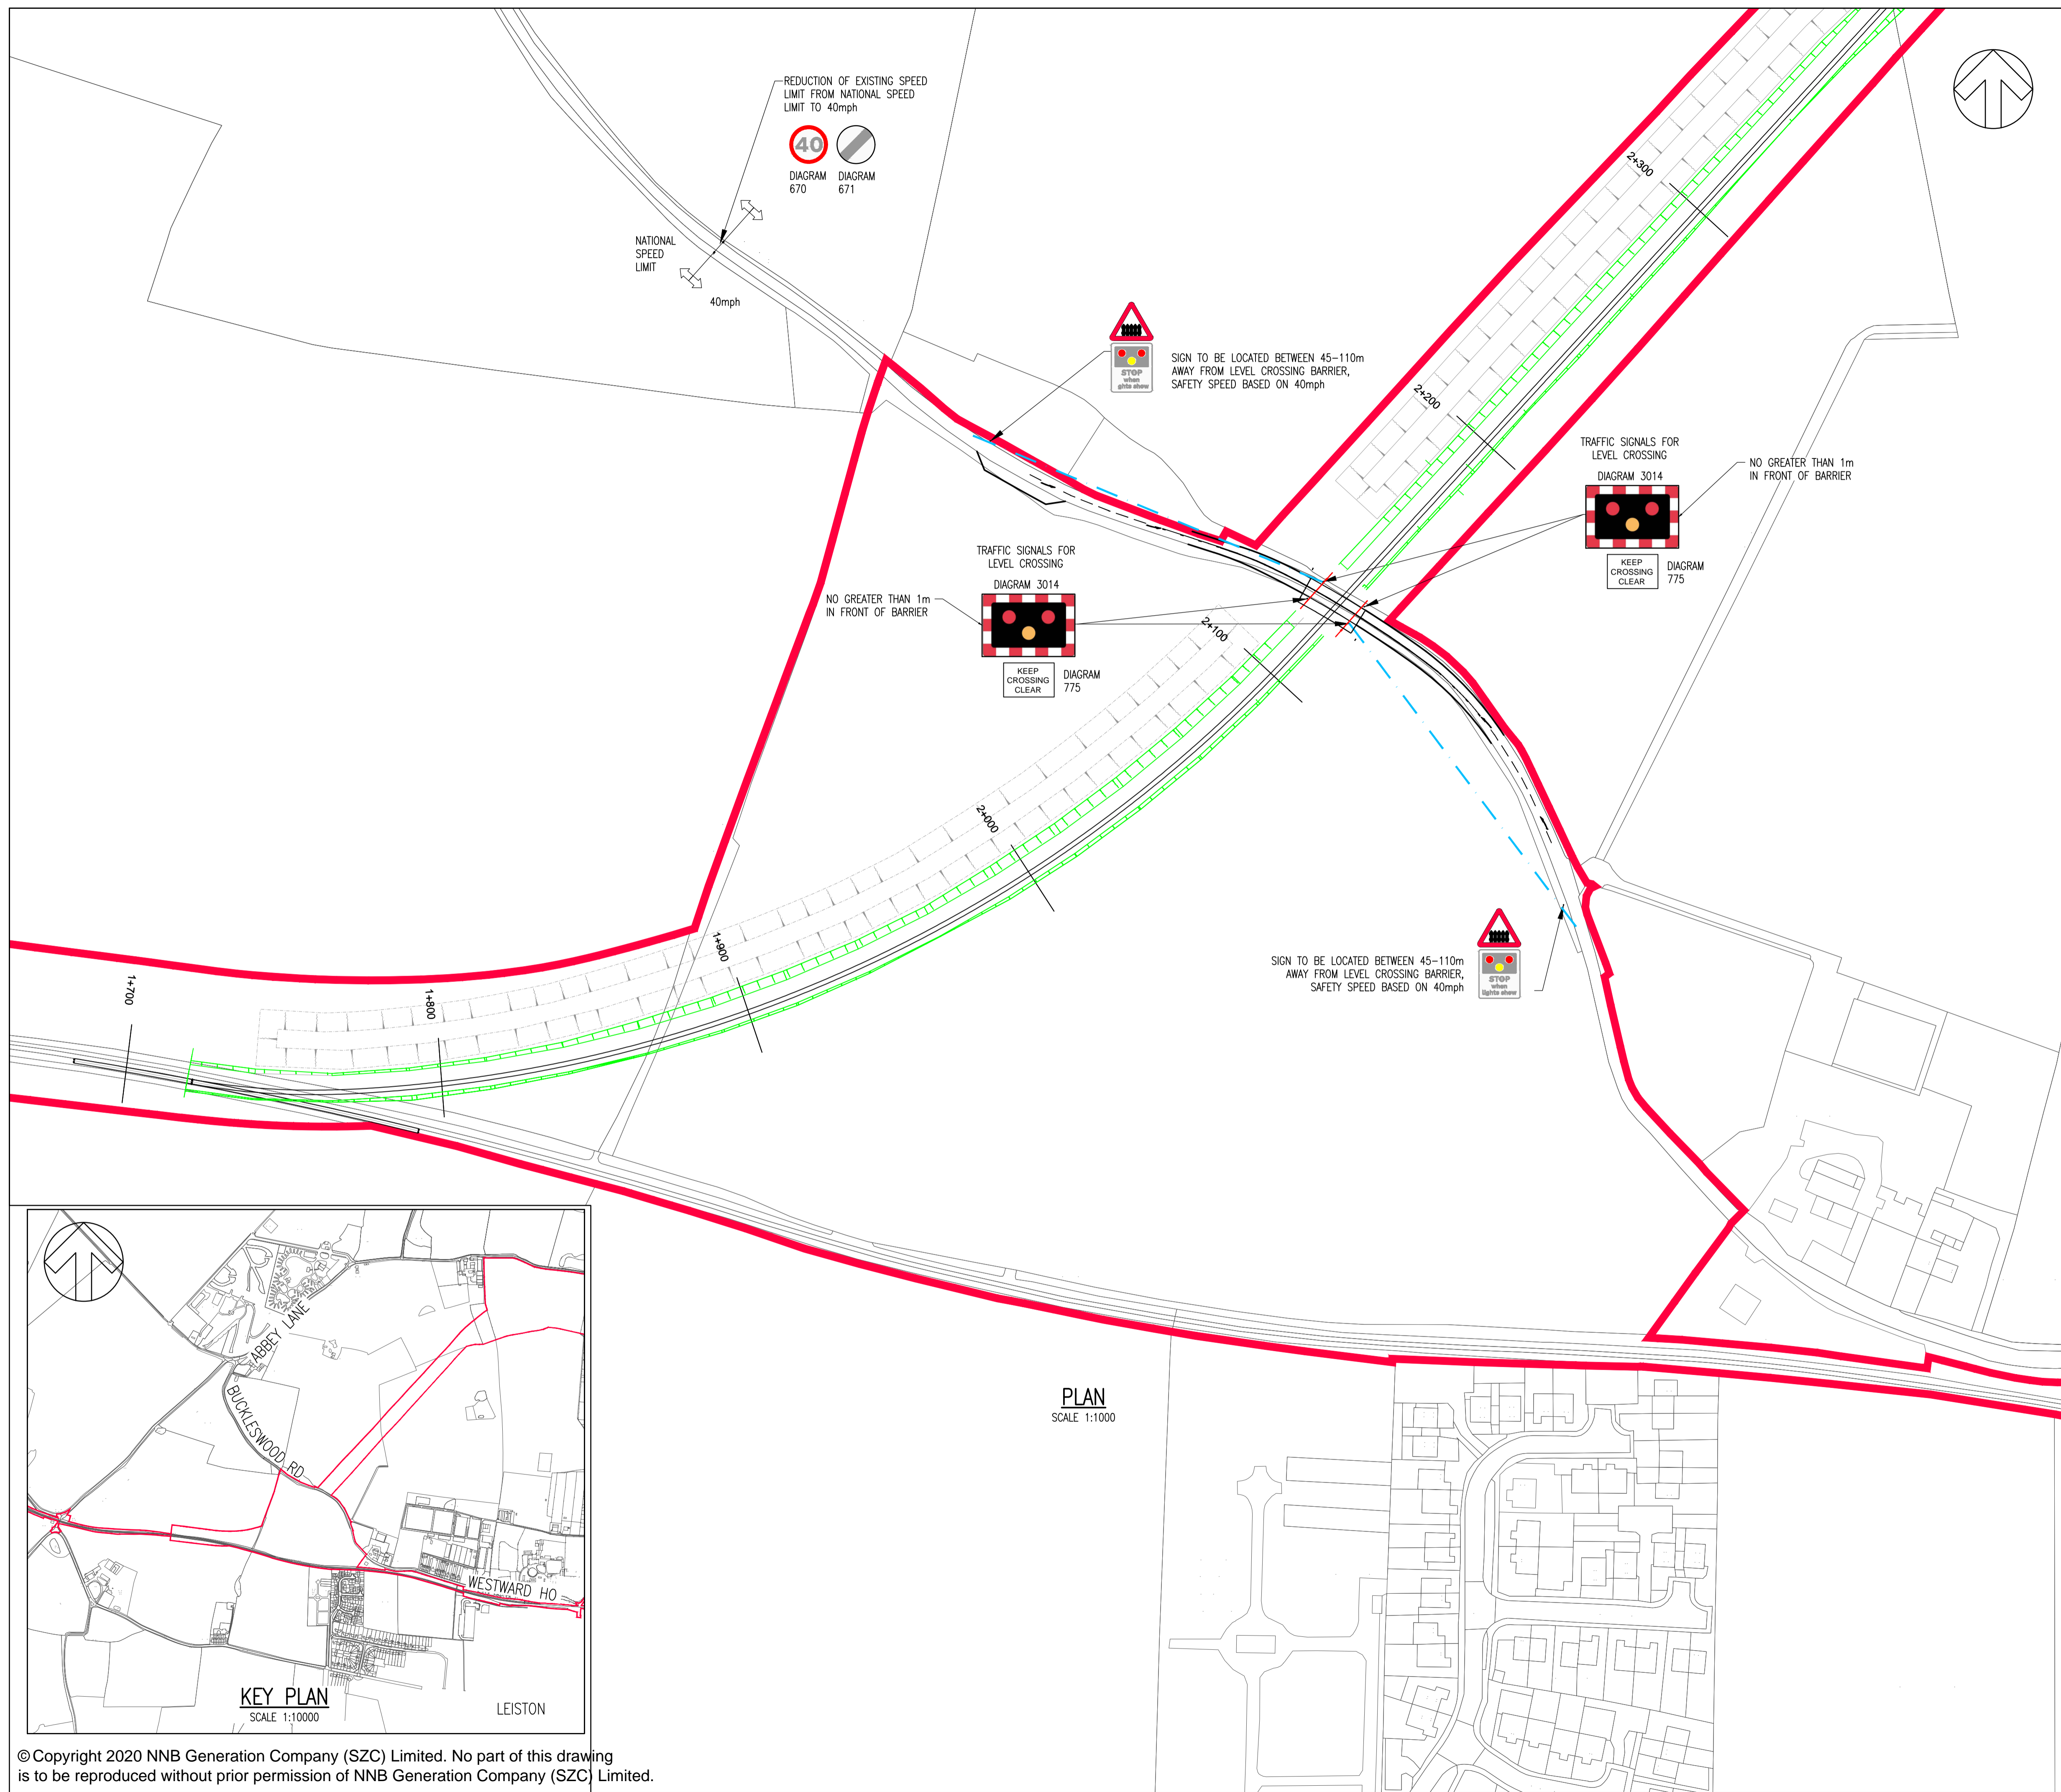 REDUCTION OF EXISTING SPEED
LIMIT FROM NATIONAL SPEED
LIMIT TO 40mph
40
DIAGRAM
670
DIAGRAM
671
NATIONAL
SPEED
LIMIT
40mph
STOP
when
ghts show
SIGN TO BE LOCATED BETWEEN 45-110m
AWAY FROM LEVEL CROSSING BARRIER,
SAFETY SPEED BASED ON 40mph
2+300
2+200
TRAFFIC SIGNALS FOR
LEVEL CROSSING
DIAGRAM 3014
NO GREATER THAN 1m
IN FRONT OF BARRIER
KEEP
CROSSING
CLEAR
DIAGRAM
775
TRAFFIC SIGNALS FOR
LEVEL CROSSING
DIAGRAM 3014
NO GREATER THAN 1m
IN FRONT OF BARRIER
KEEP
CROSSING
CLEAR
DIAGRAM
775
2+100
2+000
1+900
1+800
1+700
SIGN TO BE LOCATED BETWEEN 45-110m
AWAY FROM LEVEL CROSSING BARRIER,
SAFETY SPEED BASED ON 40mph
STOP
when
lights show
PLAN
SCALE 1:1000
ABBEY LANE
BUCKLESWOOD RD
WESTWARD HO
KEY PLAN
SCALE 1:10000
LEISTON
© Copyright 2020 NNB Generation Company (SZC) Limited. No part of this drawing
is to be reproduced without prior permission of NNB Generation Company (SZC) Limited.